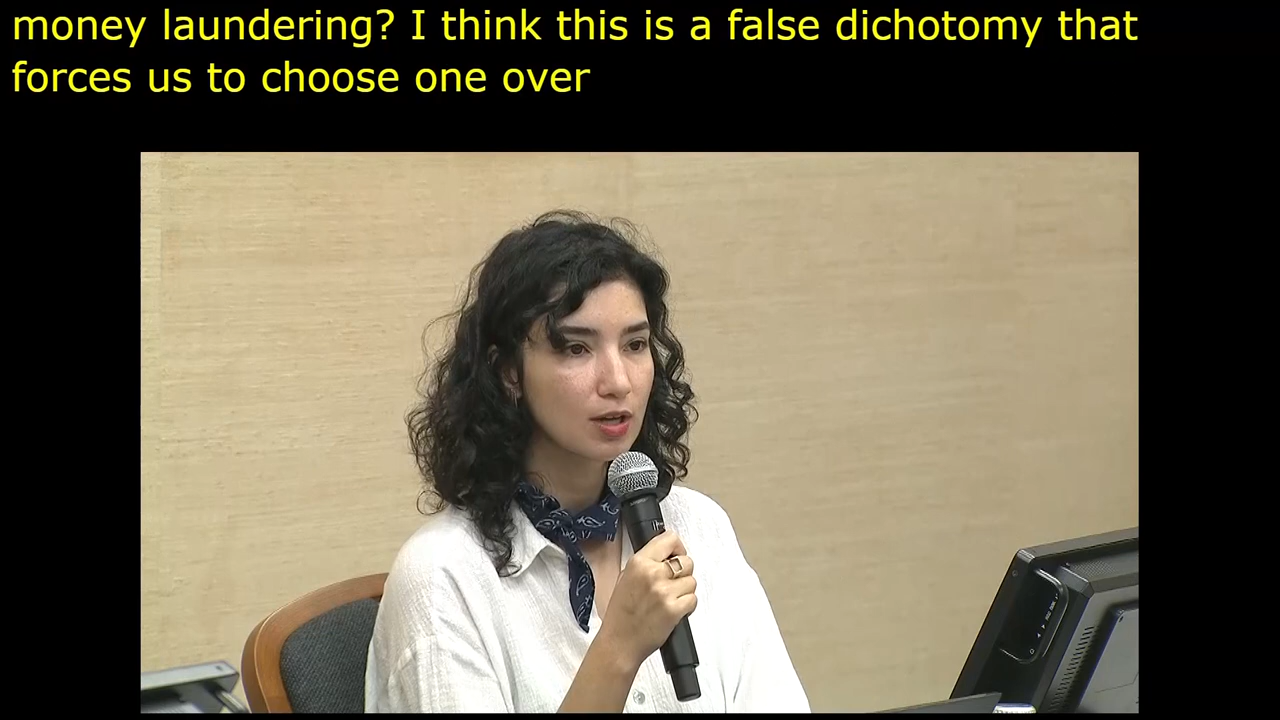 money laundering? I think this is a false dichotomy that
forces us to choose one over